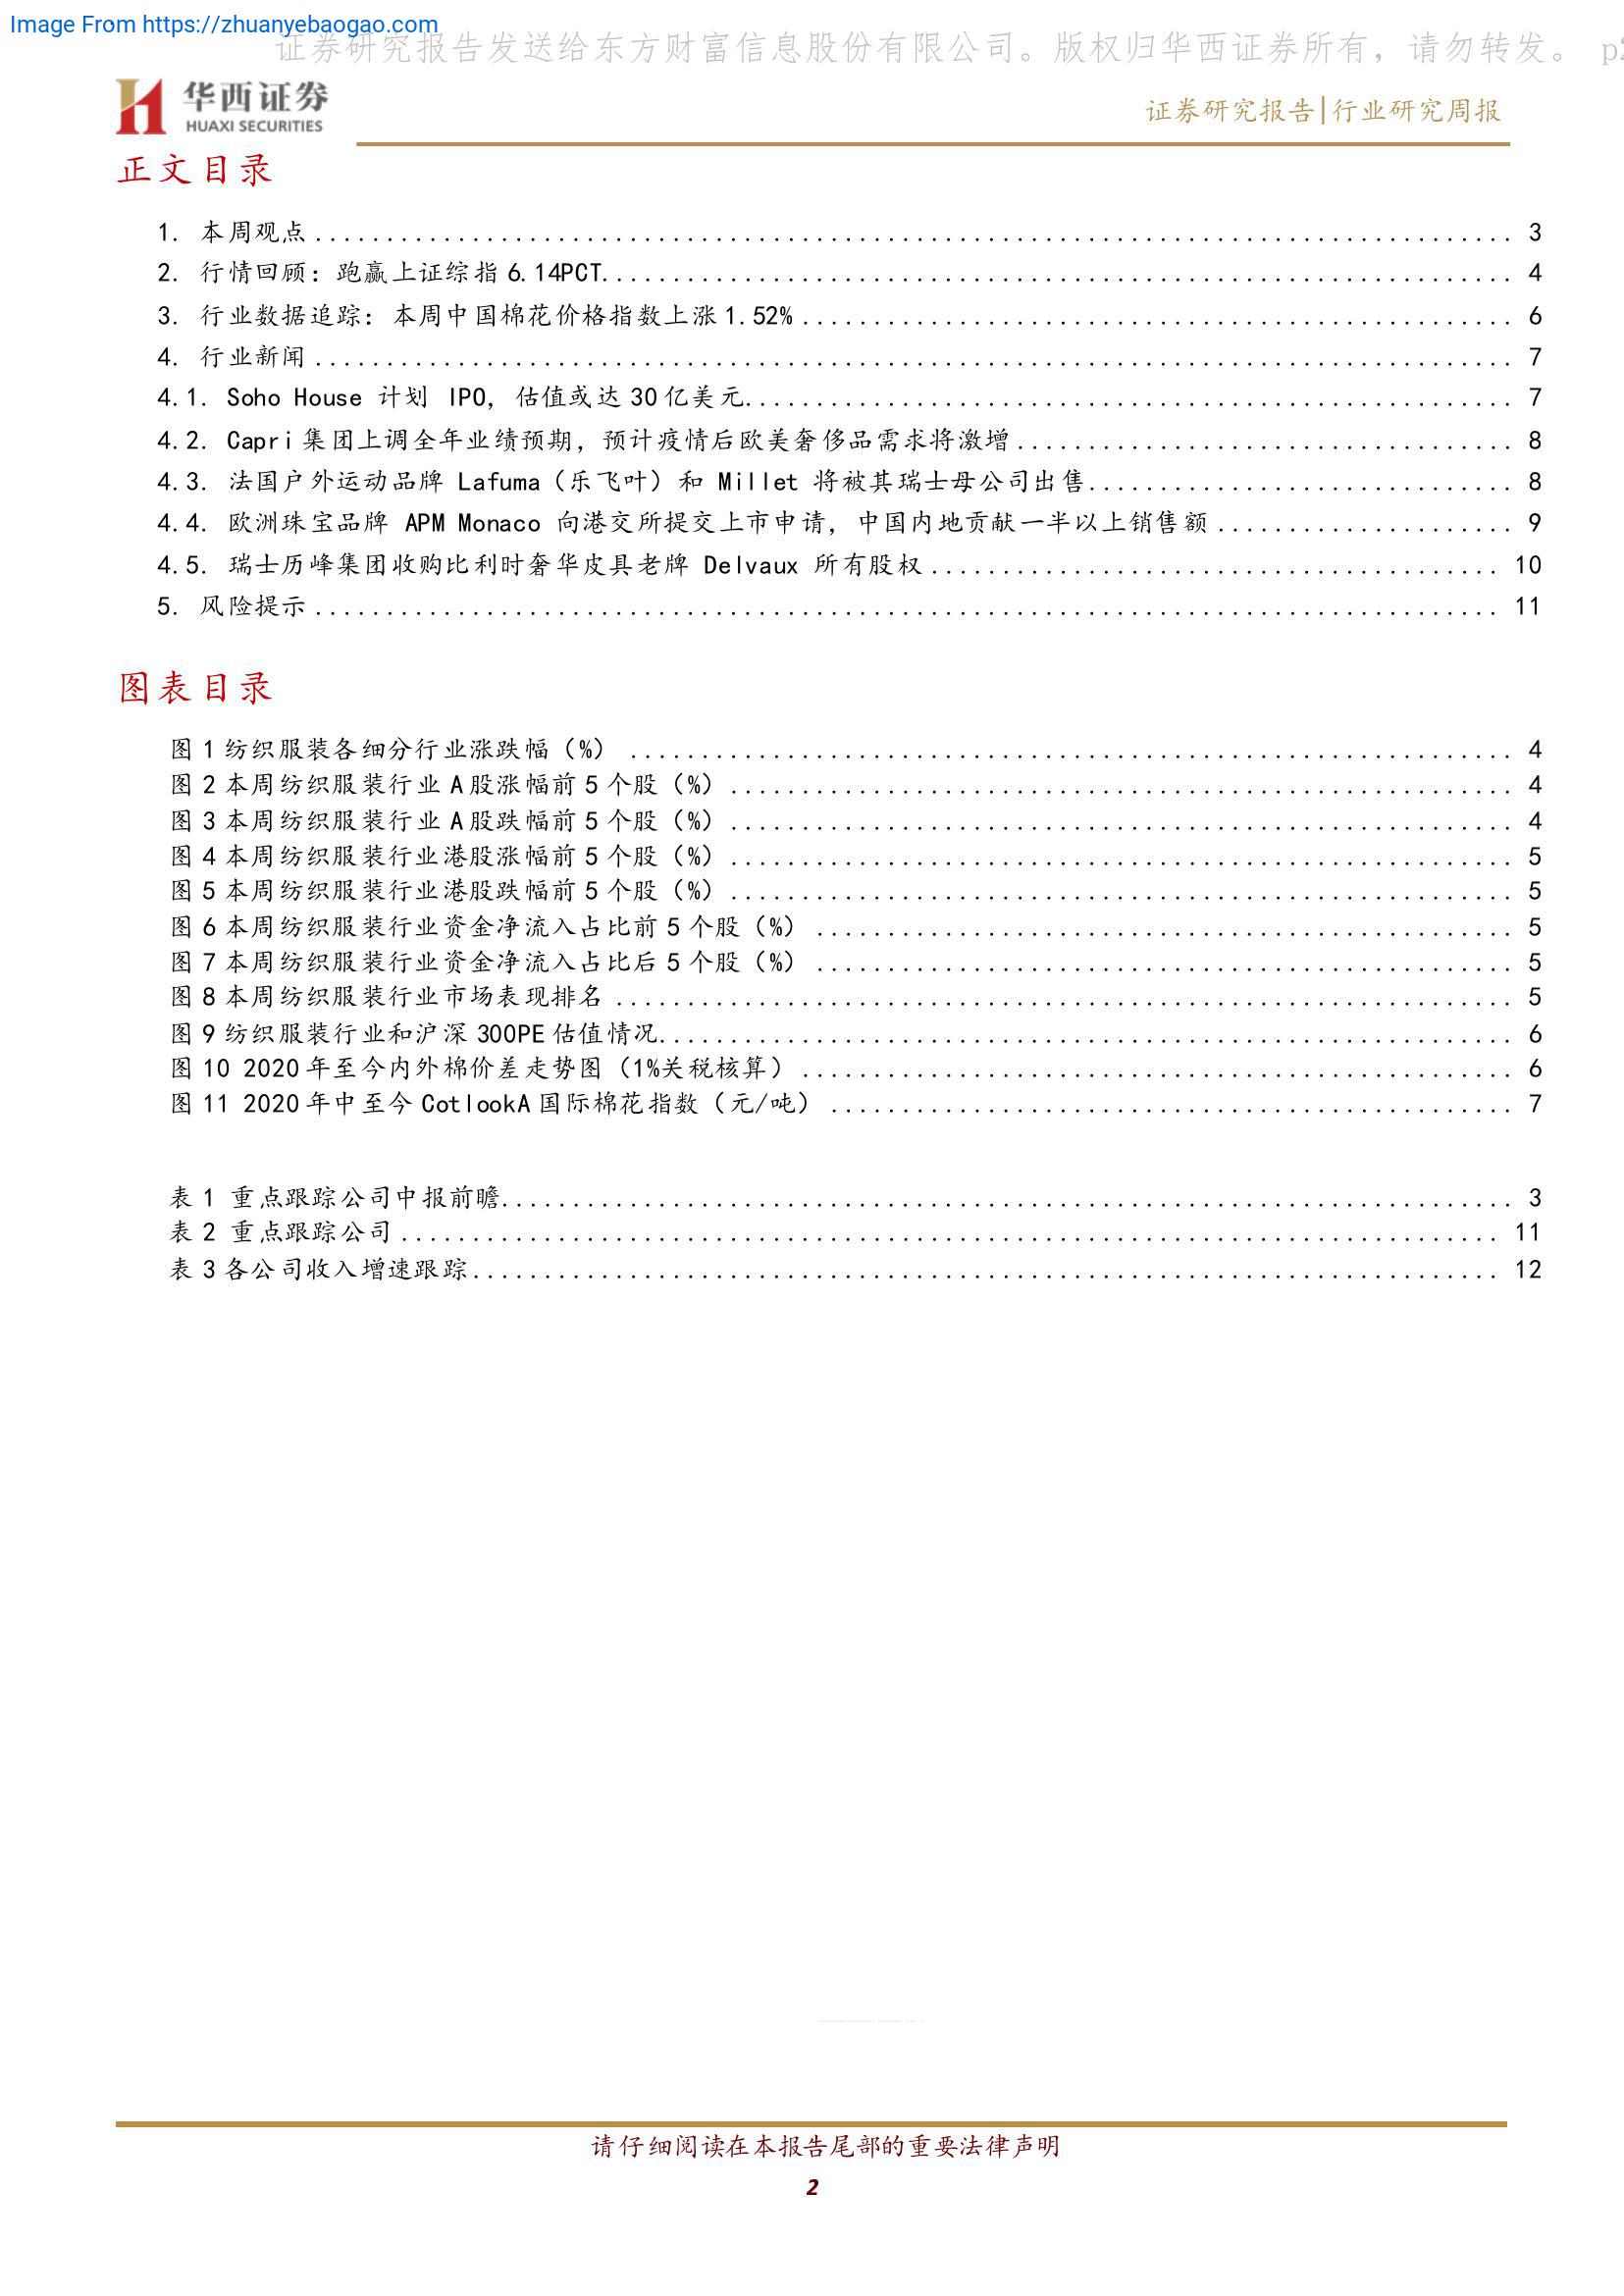 Image From https://zhuanyebaogao.com
证券研究报告发送给东方财富信息股份有限公司。版权归华西证券所有，请勿转发。 p2
华西证券
HUAXI SECURITIES
证券研究报告|行业研究周报
正文目录
1. 本周观点 ........ 3
2. 行情回顾：跑赢上证综指 6.14PCT ........ 4
3. 行业数据追踪：本周中国棉花价格指数上涨 1.52% ........ 6
4. 行业新闻 ........ 7
4.1. Soho House 计划 IPO，估值或达 30 亿美元 ........ 7
4.2. Capri 集团上调全年业绩预期，预计疫情后欧美奢侈品需求将激增 ........ 8
4.3. 法国户外运动品牌 Lafuma（乐飞叶）和 Millet 将被其瑞士母公司出售 ........ 8
4.4. 欧洲珠宝品牌 APM Monaco 向港交所提交上市申请，中国内地贡献一半以上销售额 ........ 9
4.5. 瑞士历峰集团收购比利时奢华皮具老牌 Delvaux 所有股权 ........ 10
5. 风险提示 ........ 11
图表目录
图 1 纺织服装各细分行业涨跌幅（%） ........ 4
图 2 本周纺织服装行业 A 股涨幅前 5 个股（%） ........ 4
图 3 本周纺织服装行业 A 股跌幅前 5 个股（%） ........ 4
图 4 本周纺织服装行业港股涨幅前 5 个股（%） ........ 5
图 5 本周纺织服装行业港股跌幅前 5 个股（%） ........ 5
图 6 本周纺织服装行业资金净流入占比前 5 个股（%） ........ 5
图 7 本周纺织服装行业资金净流入占比后 5 个股（%） ........ 5
图 8 本周纺织服装行业市场表现排名 ........ 5
图 9 纺织服装行业和沪深 300PE 估值情况 ........ 6
图 10 2020 年至今内外棉价差走势图（1%关税核算） ........ 6
图 11 2020 年中至今 CotlookA 国际棉花指数（元/吨） ........ 7
表 1 重点跟踪公司中报前瞻 ........ 3
表 2 重点跟踪公司 ........ 11
表 3 各公司收入增速跟踪 ........ 12
请仔细阅读在本报告尾部的重要法律声明
2